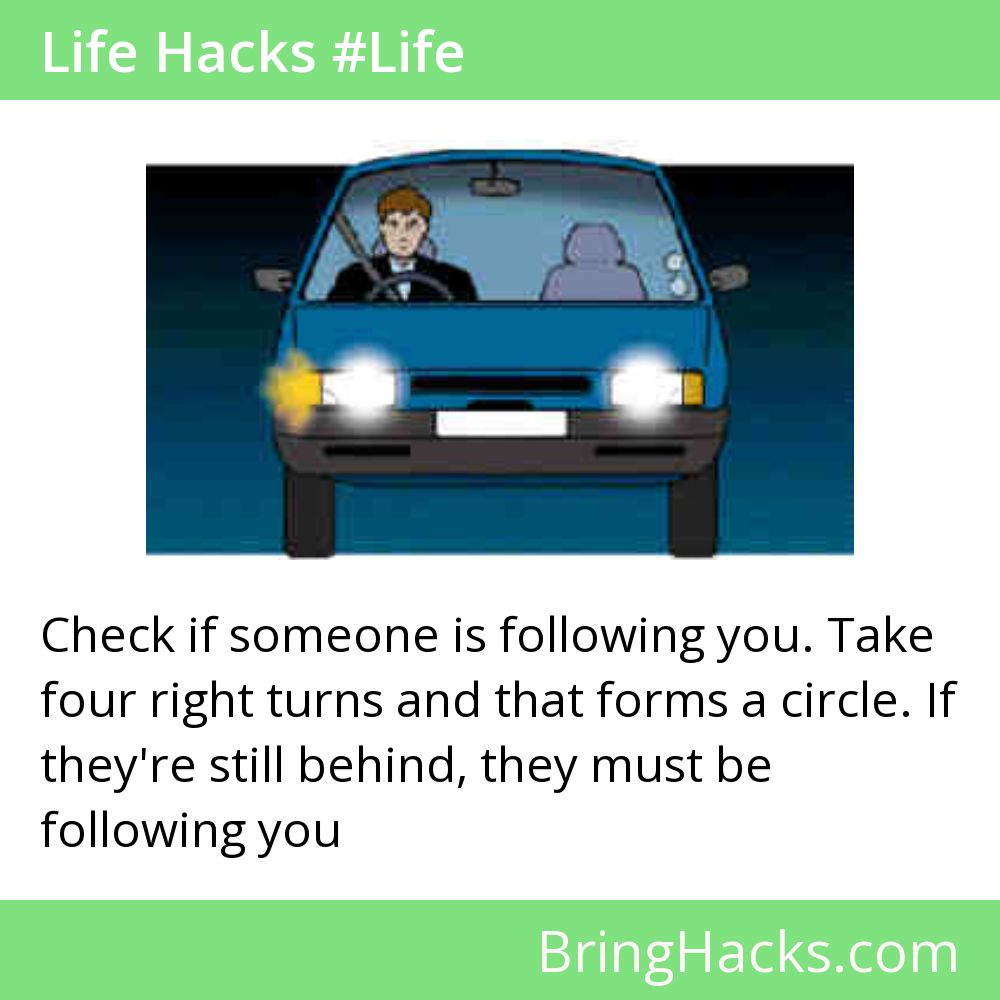 Life Hacks #Life
Check if someone is following you. Take
four right turns and that forms a circle. If
they're still behind, they must be
following you
BringHacks.com